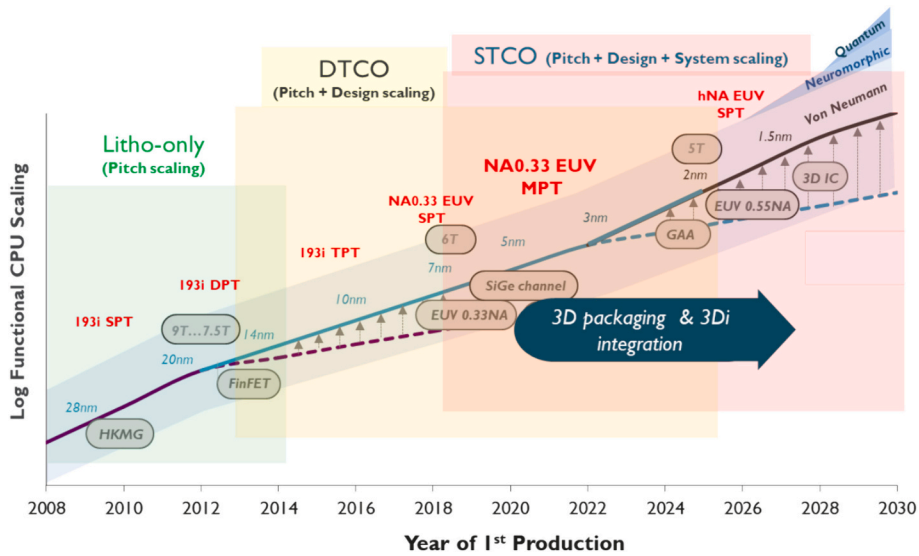 Quantum
Neuromorphic
Von Neumann
STCO (Pitch + Design + System scaling)
DTCO
(Pitch + Design scaling)
Litho-only
(Pitch scaling)
hNA EUV
SPT
1.5nm
5T
2nm
3D IC
NA0.33 EUV
MPT
EUV 0.55NA
NA0.33 EUV
SPT
6T
3nm
GAA
5nm
193i TPT
7nm
SiGe channel
193i DPT
10nm
EUV 0.33NA
193i SPT
9T...7.5T
14nm
3D packaging & 3Di
integration
20nm
FinFET
28nm
HKMG
Log Functional CPU Scaling
2008 2010 2012 2014 2016 2018 2020 2022 2024 2026 2028 2030
Year of 1st Production